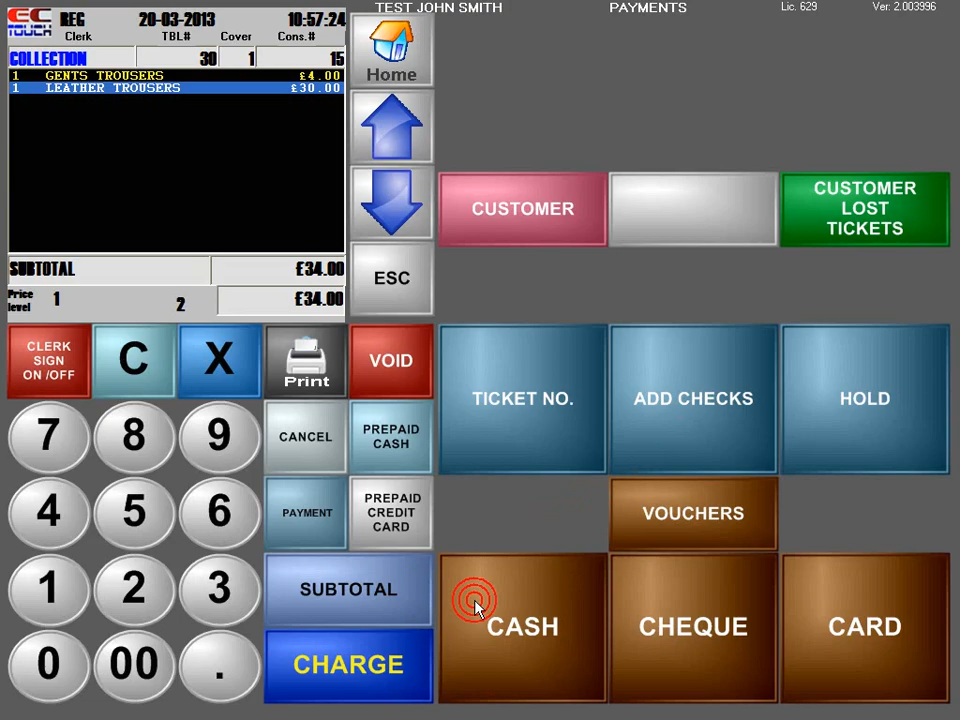 TEST JOHN SMITH PAYMENTS Lic. 629 Ver: 2.003996
EC TOUCH REG 20-03-2013 10:57:24
Clerk TBL# Cover Cons.#
COLLECTION 30 1 15
1 GENTS TROUSERS £4.00
1 LEATHER TROUSERS £30.00
SUBTOTAL £34.00
Price level 1 2 £34.00
Home
ESC
CUSTOMER
CUSTOMER
LOST
TICKETS
CLERK
SIGN
ON /OFF
C
X
Print
VOID
TICKET NO.
ADD CHECKS
HOLD
7 8 9
CANCEL
PREPAID
CASH
4 5 6
PAYMENT
PREPAID
CREDIT
CARD
VOUCHERS
1 2 3
SUBTOTAL
CASH
CHEQUE
CARD
0 00 .
CHARGE